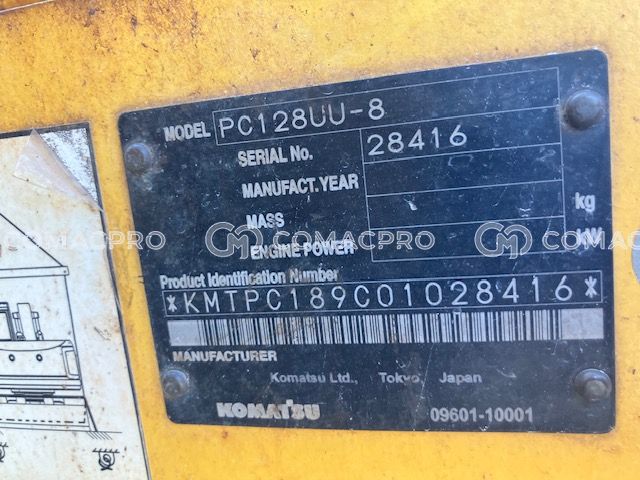 MODEL PC128UU-8
SERIAL No. 28416
MANUFACT.YEAR
MASS kg
COMACPRO COMACPRO
ENGINE POWER kW
Product Identification Number
*KMTPC189C01028416*
MANUFACTURER
Komatsu Ltd., Tokyo Japan
KOMATSU 09601-10001